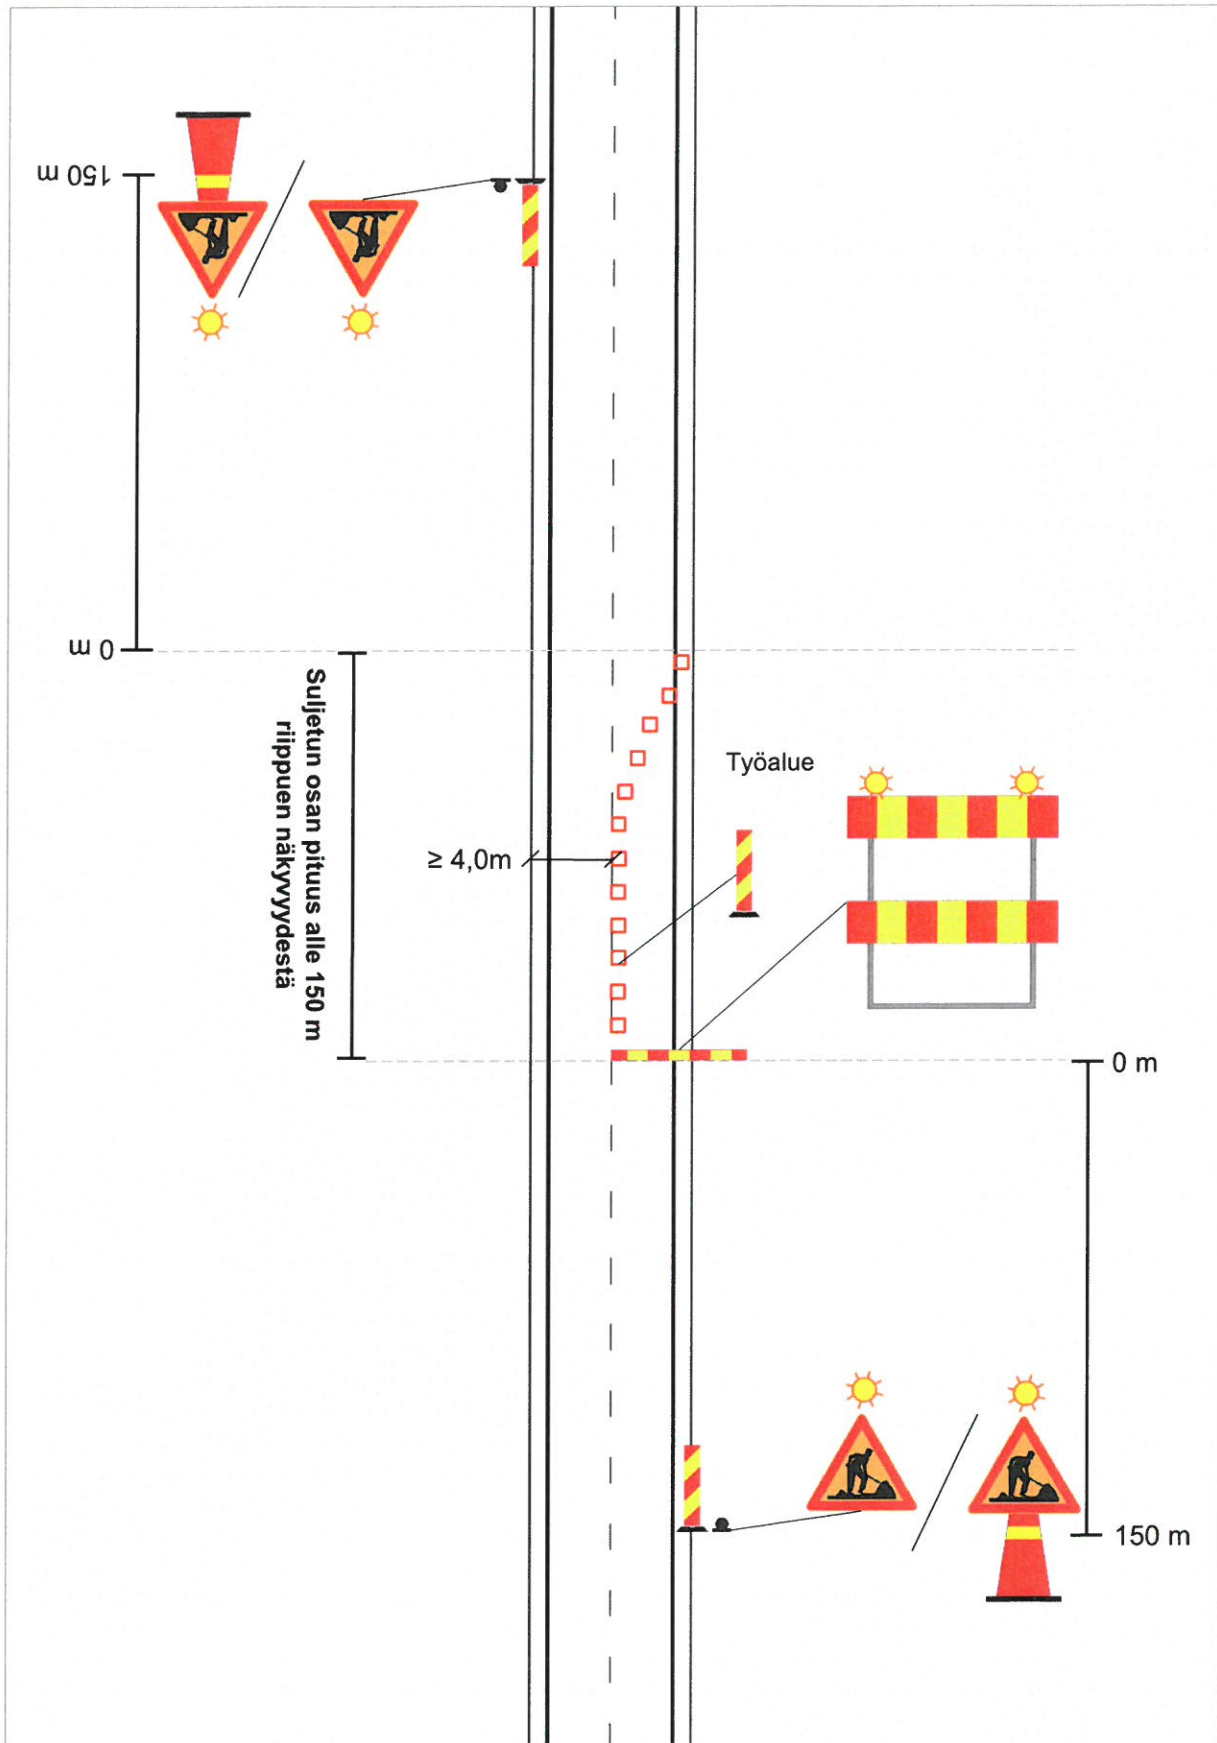 150 m
0 m
Suljetun osan pituus alle 150 m
riippuen näkyvyydestä
Työalue
≥ 4,0m
0 m
150 m